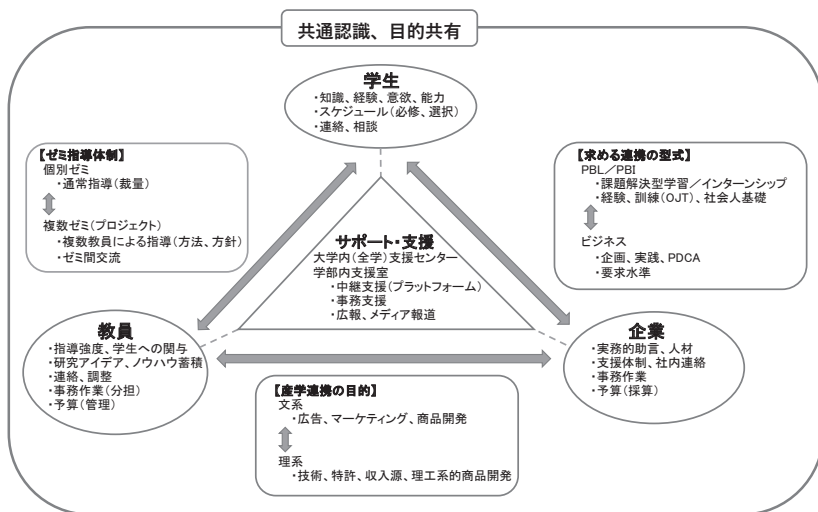 共通認識、目的共有
学生
・知識、経験、意欲、能力
・スケジュール(必修、選択)
・連絡、相談
【ゼミ指導体制】
個別ゼミ
・通常指導(裁量)
複数ゼミ(プロジェクト)
・複数教員による指導(方法、方針)
・ゼミ間交流
【求める連携の型式】
PBL/PBI
・課題解決型学習/インターンシップ
・経験、訓練(OJT)、社会人基礎
ビジネス
・企画、実践、PDCA
・要求水準
サポート・支援
大学内(全学)支援センター
学部内支援室
・中継支援(プラットフォーム)
・事務支援
・広報、メディア報道
教員
・指導強度、学生への関与
・研究アイデア、ノウハウ蓄積
・連絡、調整
・事務作業(分担)
・予算(管理)
企業
・実務的助言、人材
・支援体制、社内連絡
・事務作業
・予算(採算)
【産学連携の目的】
文系
・広告、マーケティング、商品開発
理系
・技術、特許、収入源、理工系的商品開発